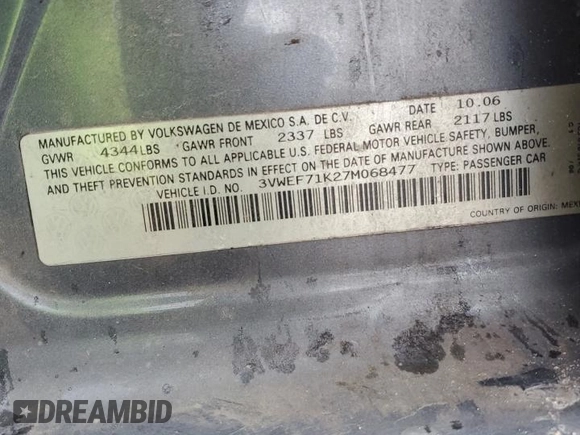 MANUFACTURED BY VOLKSWAGEN DE MEXICO S.A. DE C.V. DATE 10.06
GVWR 4344LBS GAWR FRONT 2337 LBS GAWR REAR 2117LBS
THIS VEHICLE CONFORMS TO ALL APPLICABLE U.S. FEDERAL MOTOR VEHICLE SAFETY, BUMPER,
AND THEFT PREVENTION STANDARDS IN EFFECT ON THE DATE OF MANUFACTURE SHOWN ABOVE.
VEHICLE I.D. NO. 3VWEF71K27M068477 TYPE: PASSENGER CAR
COUNTRY OF ORIGIN: MEXI
DREAMBID